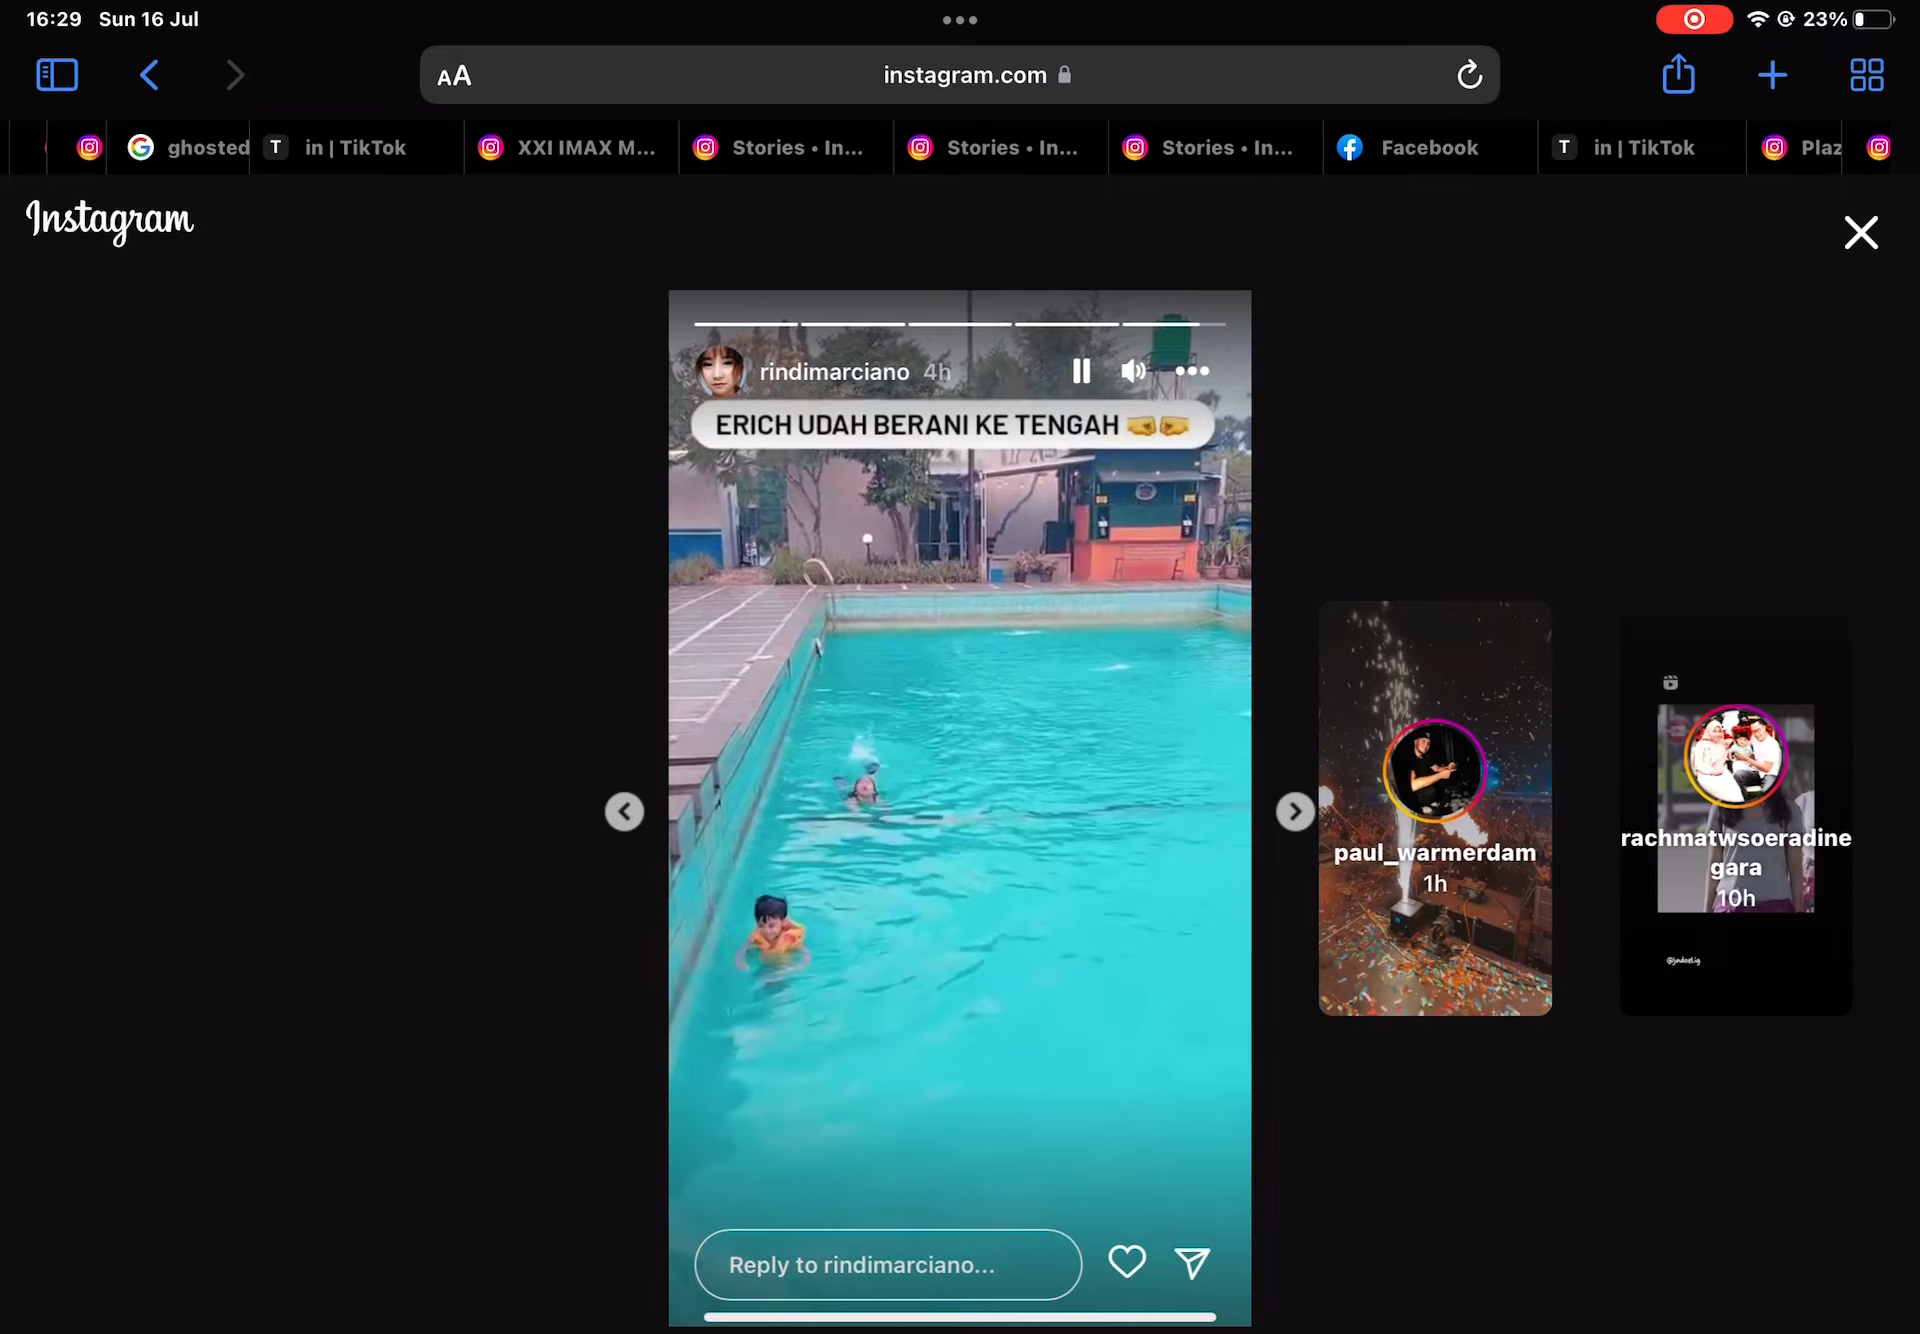 16:29 Sun 16 Jul
23%
AA
instagram.com
ghosted
T in | TikTok
XXI IMAX M...
Stories • In...
Stories • In...
Stories • In...
Facebook
T in | TikTok
Plaz
Instagram
rindimarciano 4h
ERICH UDAH BERANI KE TENGAH 🤜🤛
paul_warmerdam
1h
rachmatwsoeradine
gara
10h
@jndoel.ig
Reply to rindimarciano...